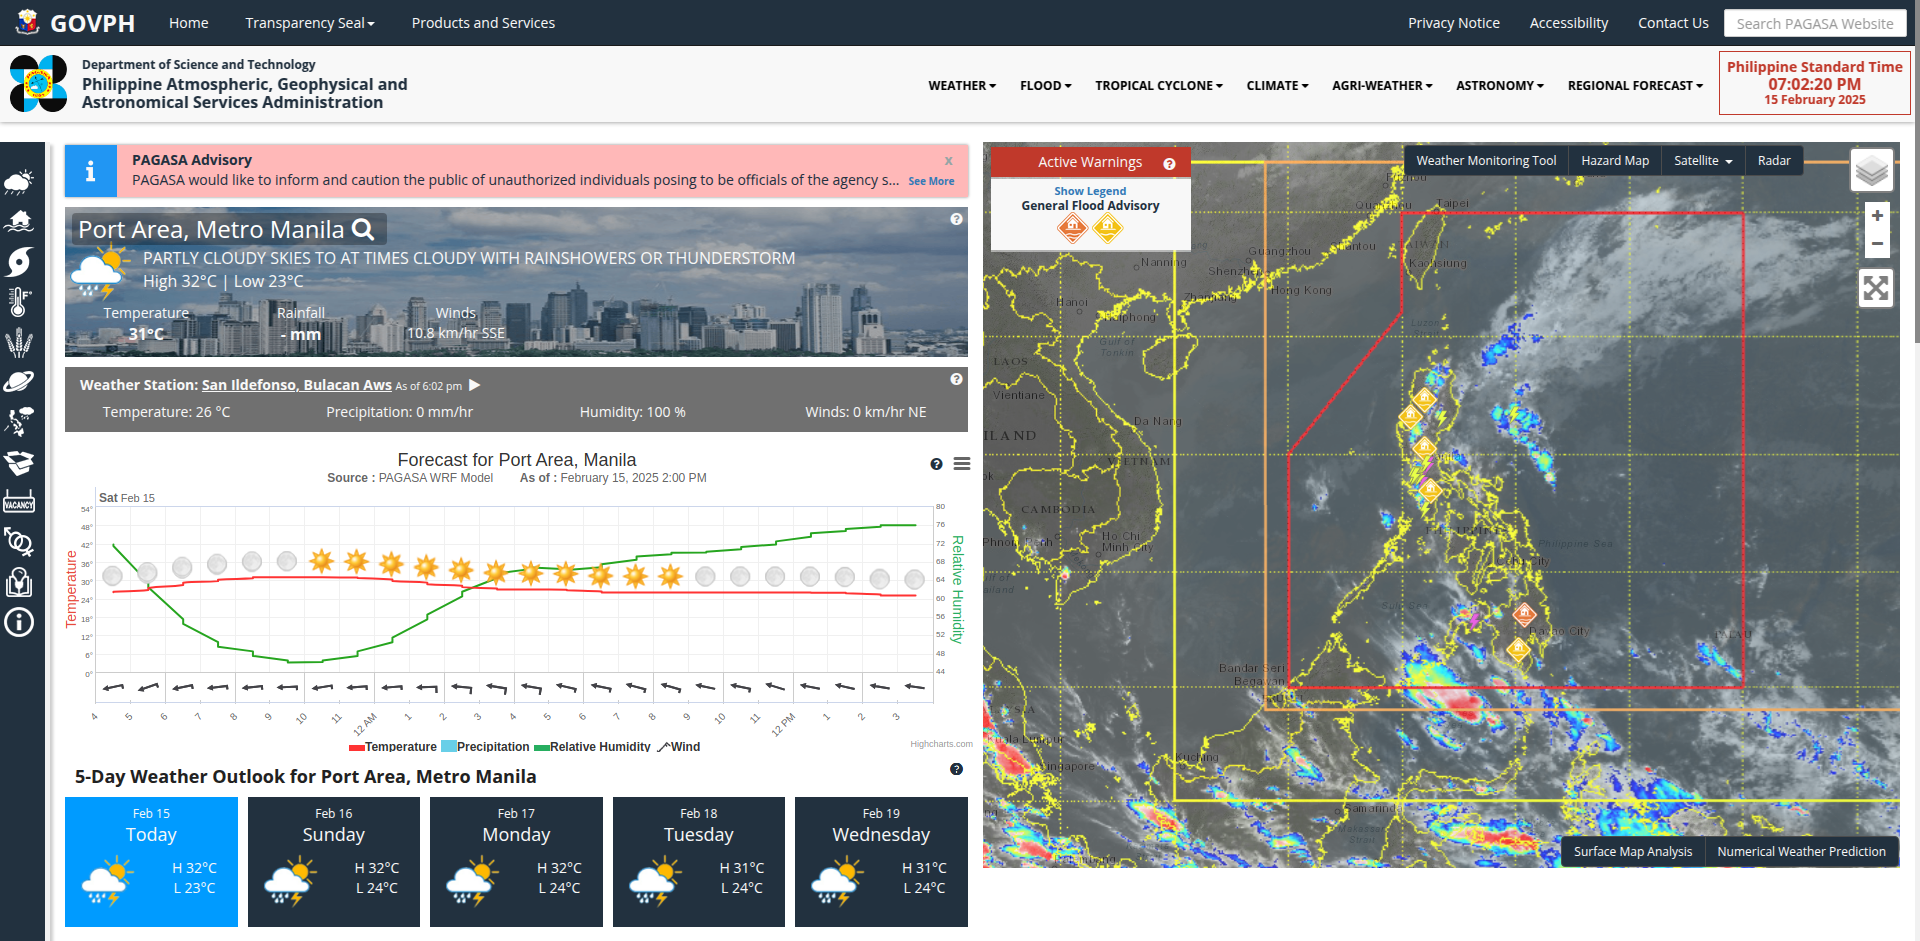 GOVPH
Home
Transparency Seal
Products and Services
Privacy Notice
Accessibility
Contact Us
Search PAGASA Website
Department of Science and Technology
Philippine Atmospheric, Geophysical and
Astronomical Services Administration
WEATHER
FLOOD
TROPICAL CYCLONE
CLIMATE
AGRI-WEATHER
ASTRONOMY
REGIONAL FORECAST
Philippine Standard Time
07:02:20 PM
15 February 2025
VACANCY
PAGASA Advisory
x
PAGASA would like to inform and caution the public of unauthorized individuals posing to be officials of the agency s... See More
Port Area, Metro Manila
PARTLY CLOUDY SKIES TO AT TIMES CLOUDY WITH RAINSHOWERS OR THUNDERSTORM
High 32°C | Low 23°C
Temperature Rainfall Winds
31°C - mm 10.8 km/hr SSE
Weather Station: San Ildefonso, Bulacan Aws As of 6:02 pm
Temperature: 26 °C Precipitation: 0 mm/hr Humidity: 100 % Winds: 0 km/hr NE
Forecast for Port Area, Manila
Source : PAGASA WRF Model As of : February 15, 2025 2:00 PM
Sat Feb 15
Temperature
54°
48°
42°
36°
30°
24°
18°
12°
6°
0°
80
76
72
68
64
60
56
52
48
44
Relative Humidity
4 5 6 7 8 9 10 11 12 AM 1 2 3 4 5 6 7 8 9 10 11 12 PM 1 2 3
Temperature Precipitation Relative Humidity Wind
Highcharts.com
5-Day Weather Outlook for Port Area, Metro Manila
Feb 15
Today
H 32°C
L 23°C
Feb 16
Sunday
H 32°C
L 24°C
Feb 17
Monday
H 32°C
L 24°C
Feb 18
Tuesday
H 31°C
L 24°C
Feb 19
Wednesday
H 31°C
L 24°C
Active Warnings
Show Legend
General Flood Advisory
Weather Monitoring Tool
Hazard Map
Satellite
Radar
+
−
Taipei
Guangzhou
Shantou
Nanning
Shenzhen
Kaohsiung
Hong Kong
Hanoi
Gulf of
Tonkin
LAOS
Vientiane
Da Nang
VIETNAM
CAMBODIA
Ho Chi
Minh City
Philippine Sea
Davao City
PALAU
Bandar Seri
Begawan
Kuala Lumpur
Singapore
Kuching
Samarinda
Surface Map Analysis
Numerical Weather Prediction